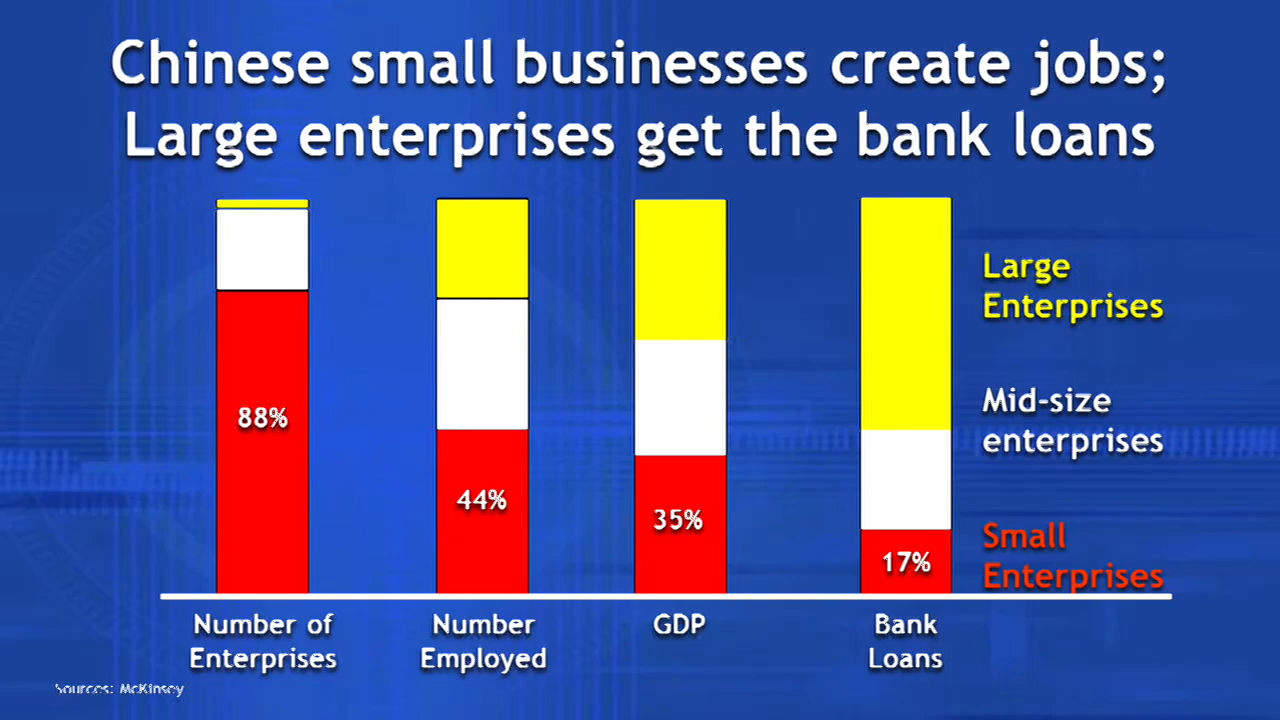 Chinese small businesses create jobs;
Large enterprises get the bank loans
Large
Enterprises
Mid-size
enterprises
Small
Enterprises
88%
44%
35%
17%
Number of
Enterprises
Number
Employed
GDP
Bank
Loans
Sources: McKinsey